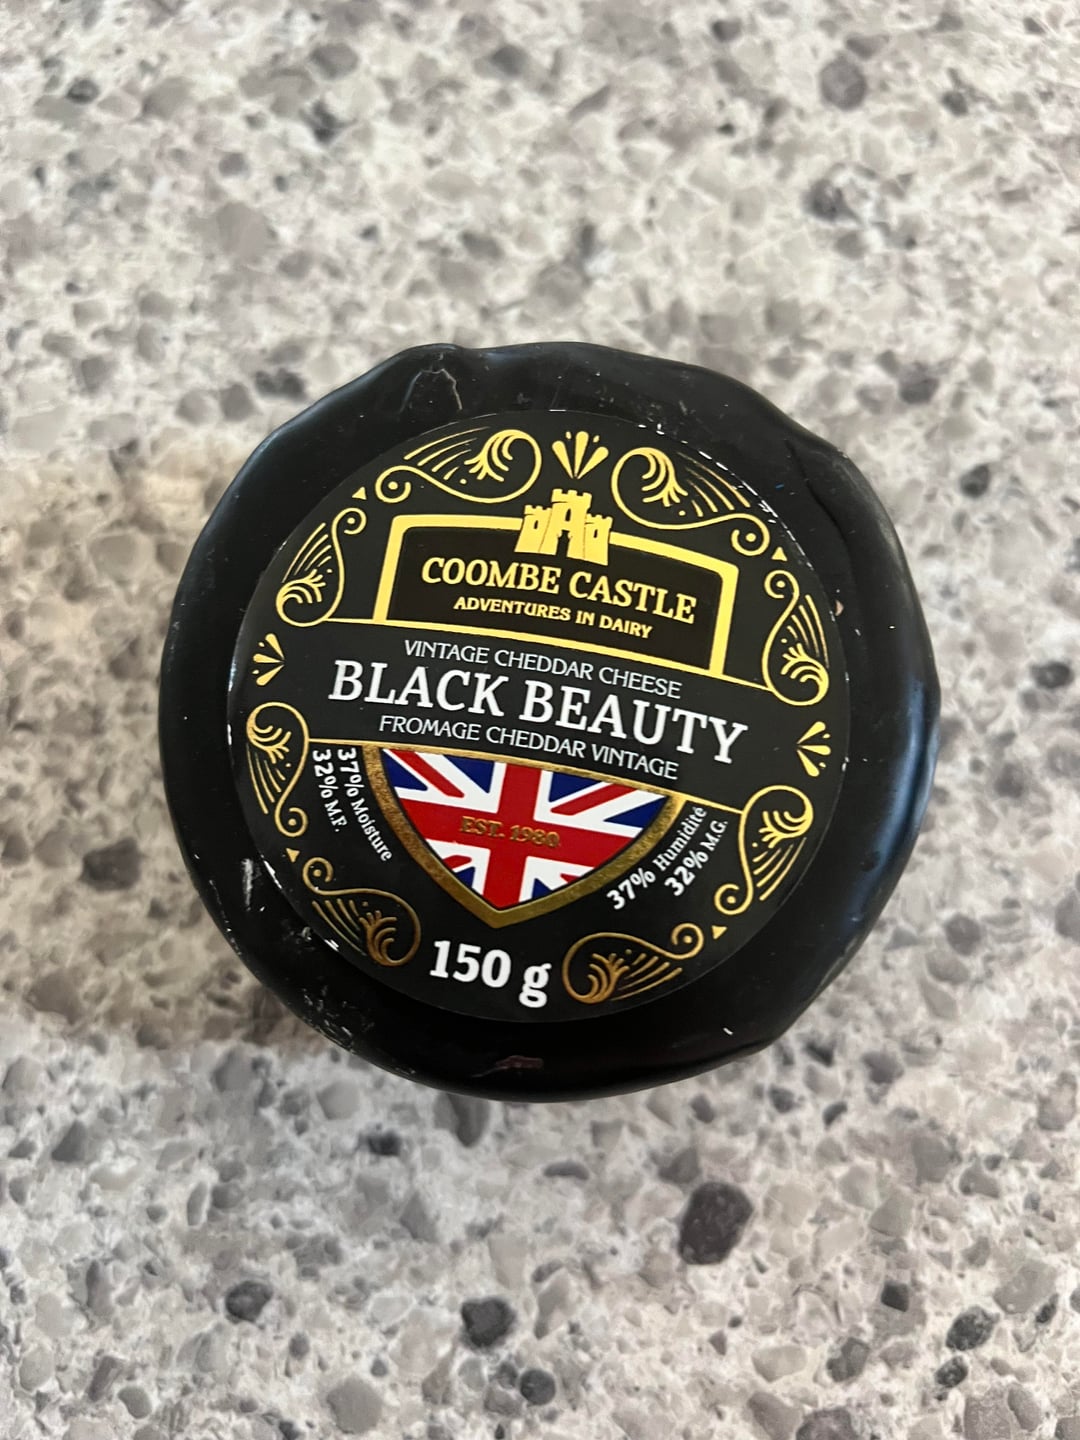 COOMBE CASTLE
ADVENTURES IN DAIRY
VINTAGE CHEDDAR CHEESE
BLACK BEAUTY
FROMAGE CHEDDAR VINTAGE
37% Moisture
32% M.F.
EST. 1980
37% Humidité
32% M.G.
150 g